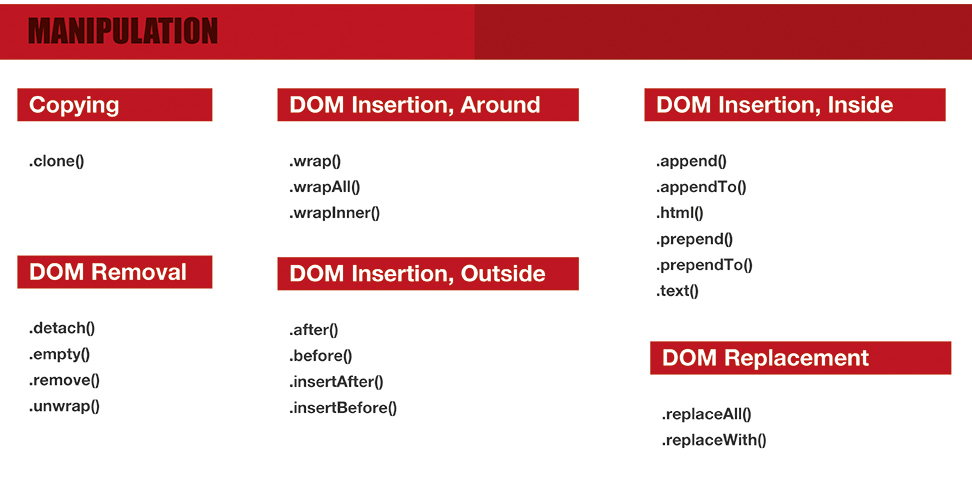 MANIPULATION
Copying
.clone()
DOM Removal
.detach()
.empty()
.remove()
.unwrap()
DOM Insertion, Around
.wrap()
.wrapAll()
.wrapInner()
DOM Insertion, Outside
.after()
.before()
.insertAfter()
.insertBefore()
DOM Insertion, Inside
.append()
.appendTo()
.html()
.prepend()
.prependTo()
.text()
DOM Replacement
.replaceAll()
.replaceWith()